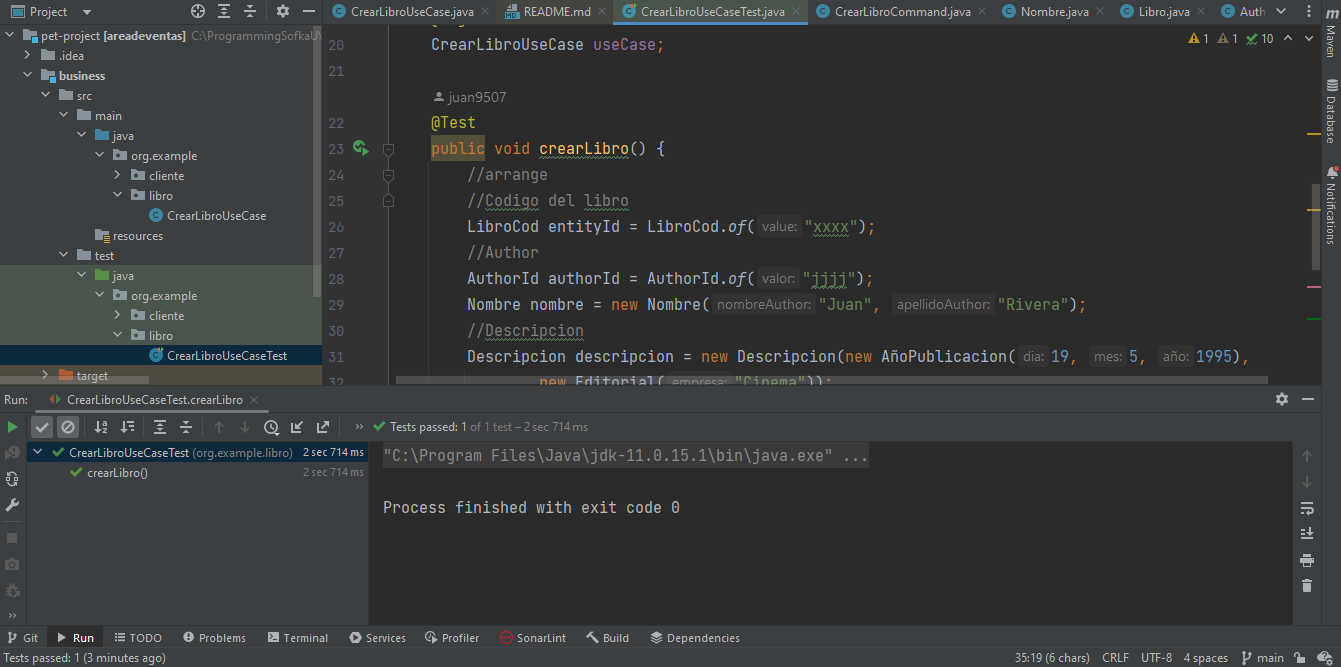 Project
CrearLibroUseCase.java
README.md
CrearLibroUseCaseTest.java
CrearLibroCommand.java
Nombre.java
Libro.java
Auth
pet-project [areadeventas] C:\ProgrammingSofkaU\
.idea
business
src
main
java
org.example
cliente
libro
CrearLibroUseCase
resources
test
java
org.example
cliente
libro
CrearLibroUseCaseTest
target
20 CrearLibroUseCase useCase;
21
juan9507
22 @Test
23 public void crearLibro() {
24 //arrange
25 //Codigo del libro
26 LibroCod entityId = LibroCod.of( value: "xxxx");
27 //Author
28 AuthorId authorId = AuthorId.of( valor: "jjjj");
29 Nombre nombre = new Nombre( nombreAuthor: "Juan", apellidoAuthor: "Rivera");
30 //Descripcion
31 Descripcion descripcion = new Descripcion(new AñoPublicacion( dia: 19, mes: 5, año: 1995),
32 new Editorial( empresa: "Cinema"));
1 1 10
Maven
Database
Notifications
Run: CrearLibroUseCaseTest.crearLibro
Tests passed: 1 of 1 test – 2 sec 714 ms
CrearLibroUseCaseTest (org.example.libro) 2 sec 714 ms
crearLibro() 2 sec 714 ms
"C:\Program Files\Java\jdk-11.0.15.1\bin\java.exe" ...
Process finished with exit code 0
Git
Run
TODO
Problems
Terminal
Services
Profiler
SonarLint
Build
Dependencies
Tests passed: 1 (3 minutes ago)
35:19 (6 chars) CRLF UTF-8 4 spaces main